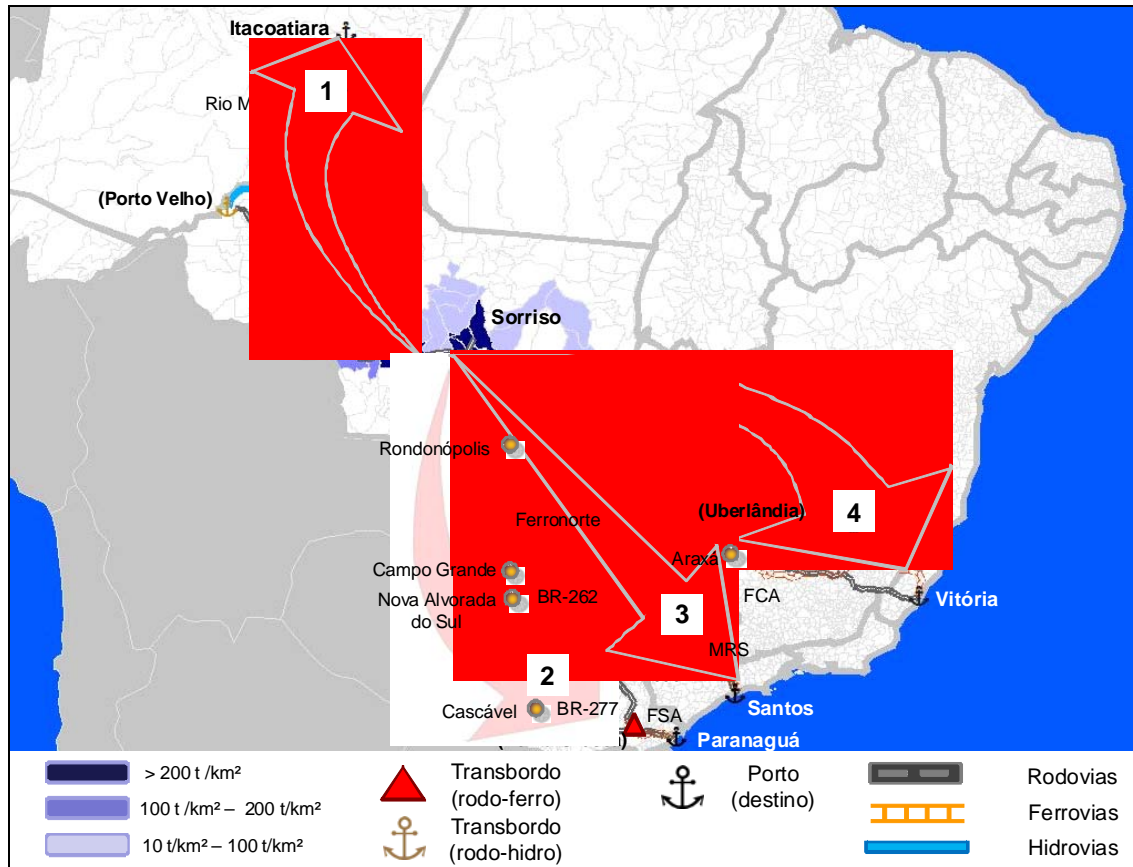 Itacoatiara
1
Rio
(Porto Velho)
Sorriso
Rondonópolis
Ferronorte
(Uberlândia)
4
Araxá
Campo Grande
Nova Alvorada
do Sul
BR-262
3
FCA
Vitória
MRS
2
Cascável
BR-277
FSA
Santos
Paranaguá
> 200 t /km²
100 t /km² – 200 t/km²
10 t/km² – 100 t/km²
Transbordo
(rodo-ferro)
Transbordo
(rodo-hidro)
Porto
(destino)
Rodovias
Ferrovias
Hidrovias